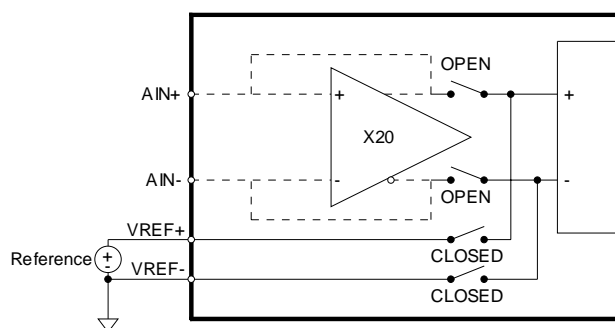 OPEN
AIN+
+
+
X20
AIN-
-
-
OPEN
VREF+
Reference
+
-
CLOSED
VREF-
CLOSED